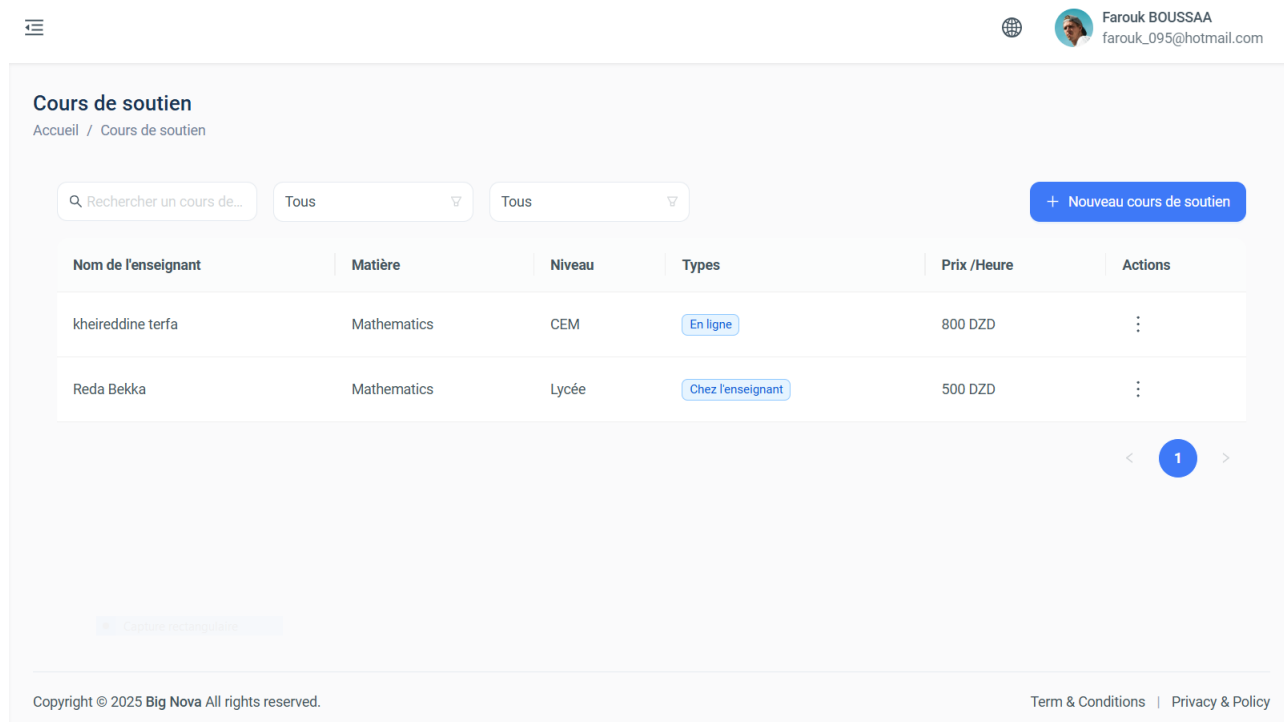 Farouk BOUSSAA
farouk_095@hotmail.com
Cours de soutien
Accueil / Cours de soutien
Rechercher un cours de...
Tous
Tous
+ Nouveau cours de soutien
Nom de l'enseignant Matière Niveau Types Prix /Heure Actions
kheireddine terfa Mathematics CEM En ligne 800 DZD
Reda Bekka Mathematics Lycée Chez l'enseignant 500 DZD
< 1 >
Capture rectangulaire
Copyright © 2025 Big Nova All rights reserved.
Term & Conditions | Privacy & Policy